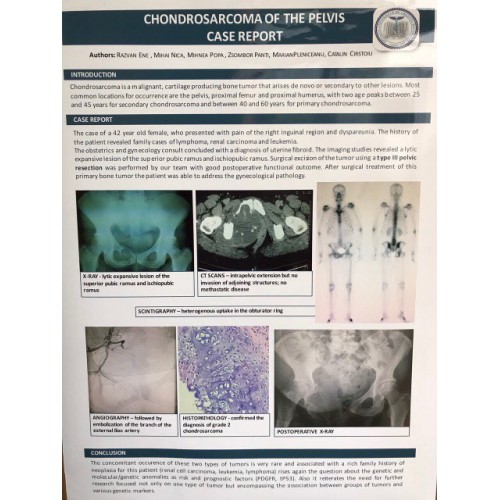 CHONDROSARCOMA OF THE PELVIS
CASE REPORT
Authors: RAZVAN ENE , MIHAI NICA, MIHNEA POPA, ZSOMBOR PANTI, MARIAN PLENICEANU, CATALIN CIRSTOIU
INTRODUCTION
Chondrosarcoma is a malignant, cartilage producing bone tumor that arises de novo or secondary to other lesions. Most
common locations for occurrence are the pelvis, proximal femur and proximal humerus, with two age peaks between 25
and 45 years for secondary chondrosarcoma and between 40 and 60 years for primary chondrosarcoma.
CASE REPORT
The case of a 42 year old female, who presented with pain of the right inguinal region and dyspareunia. The history of
the patient revealed family cases of lymphoma, renal carcinoma and leukemia.
The obstetrics and gynecology consult concluded with a diagnosis of uterine fibroid. The imaging studies revealed a lytic
expansive lesion of the superior pubic ramus and ischiopubic ramus. Surgical excision of the tumor using a type III pelvic
resection was performed by our team with good postoperative functional outcome. After surgical treatment of this
primary bone tumor the patient was able to address the gynecological pathology.
X-RAY - lytic expansive lesion of the
superior pubic ramus and ischiopubic
ramus
CT SCANS – intrapelvic extension but no
invasion of adjoining structures; no
methastatic disease
SCINTIGRAPHY – heterogenous uptake in the obturator ring
ANGIOGRAPHY – followed by
embolization of the branch of the
external iliac artery
HISTOPATHOLOGY - confirmed the
diagnosis of grade 2
chondrosarcoma
POSTOPERATIVE X-RAY
CONCLUSION
The concomitant occurence of these two types of tumors is very rare and associated with a rich family history of
neoplasia for this patient (renal cell carcinoma, leukemia, lymphoma) rises again the question about the genetic and
molecular/genetic anomalies as risk and prognostic factors (PDGFR, tP53). Also it reiterates the need for further
research focused not only on one type of tumor but encompassing the association between groups of tumors and
various genetic markers.